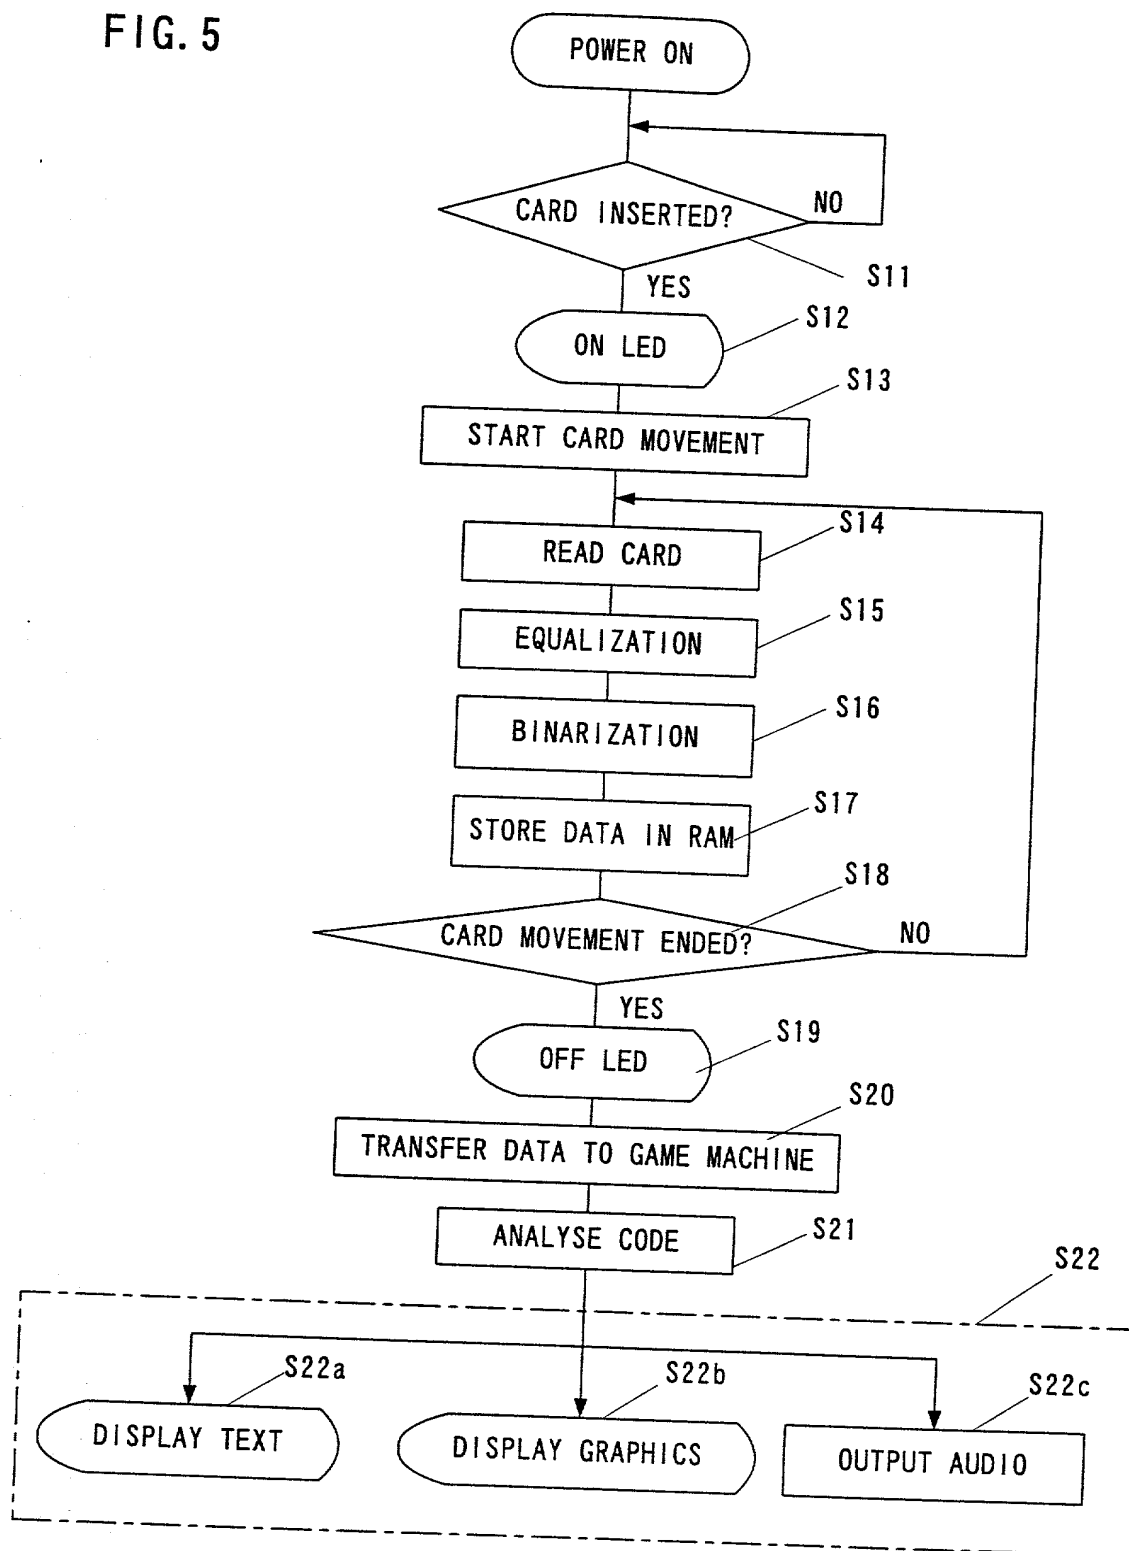 FIG. 5
POWER ON
CARD INSERTED?
NO
S11
YES
S12
ON LED
S13
START CARD MOVEMENT
S14
READ CARD
S15
EQUALIZATION
S16
BINARIZATION
S17
STORE DATA IN RAM
S18
CARD MOVEMENT ENDED?
NO
YES
S19
OFF LED
S20
TRANSFER DATA TO GAME MACHINE
S21
ANALYSE CODE
S22
S22a
S22b
S22c
DISPLAY TEXT
DISPLAY GRAPHICS
OUTPUT AUDIO